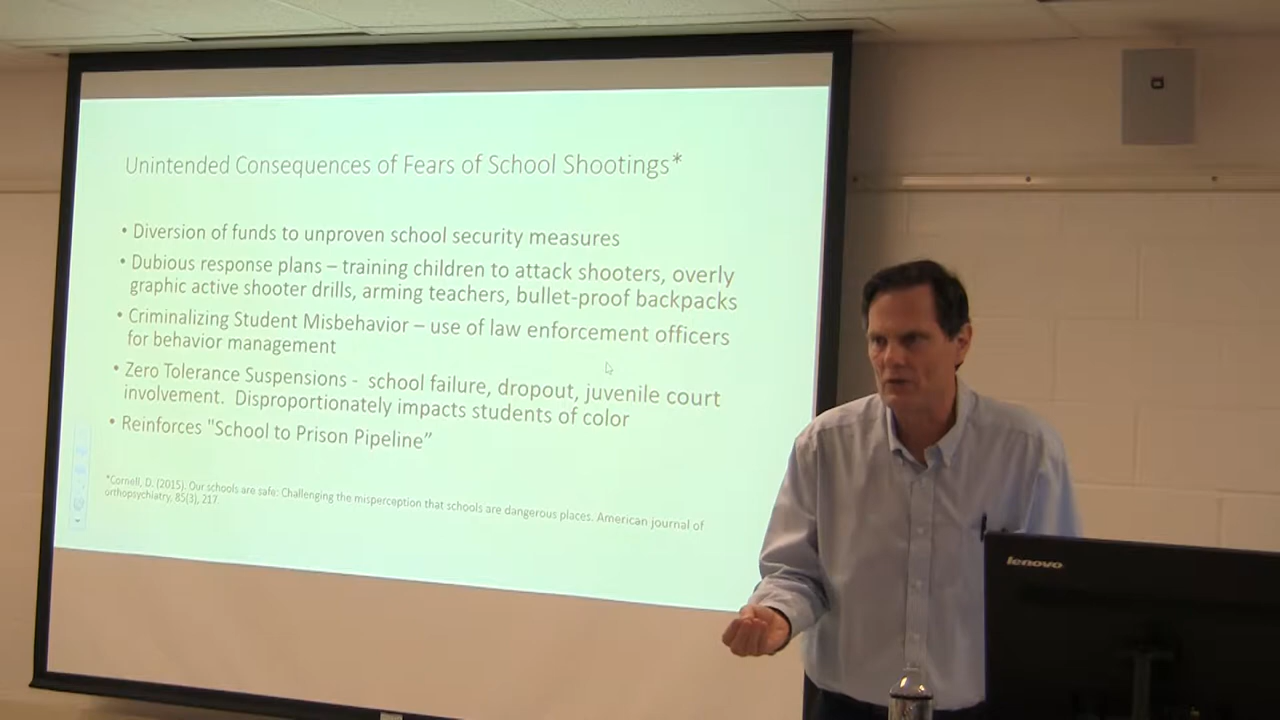 Unintended Consequences of Fears of School Shootings*
• Diversion of funds to unproven school security measures
• Dubious response plans – training children to attack shooters, overly
graphic active shooter drills, arming teachers, bullet-proof backpacks
• Criminalizing Student Misbehavior – use of law enforcement officers
for behavior management
• Zero Tolerance Suspensions - school failure, dropout, juvenile court
involvement. Disproportionately impacts students of color
• Reinforces "School to Prison Pipeline”
*Cornell, D. (2015). Our schools are safe: Challenging the misperception that schools are dangerous places. American journal of
orthopsychiatry, 85(3), 217.
lenovo